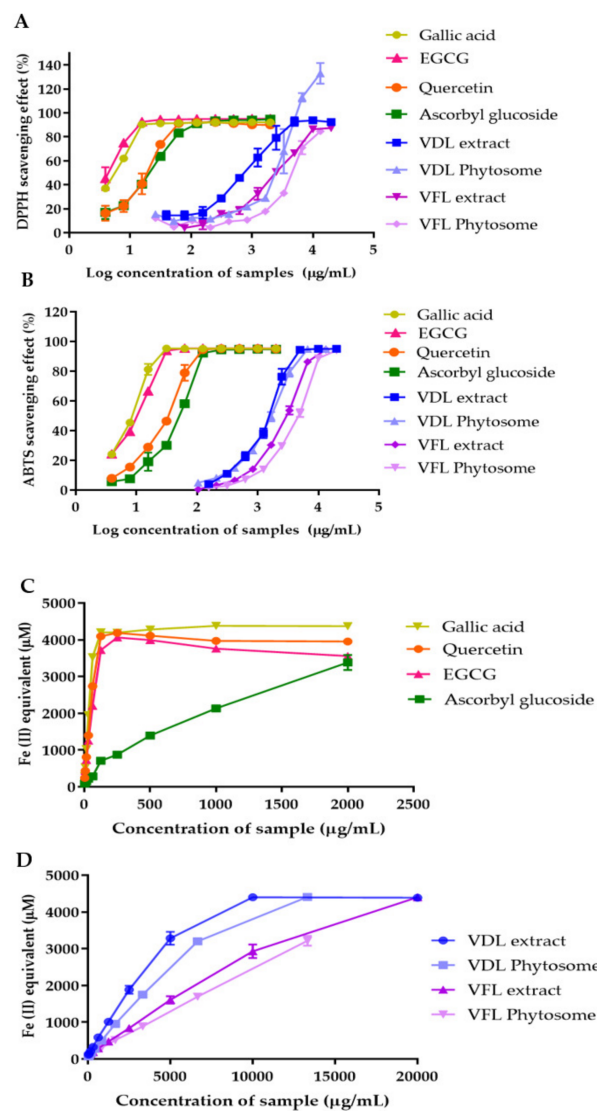 A
DPPH scavenging effect (%)
140
120
100
80
60
40
20
0
0 1 2 3 4 5
Log concentration of samples (µg/mL)
Gallic acid
EGCG
Quercetin
Ascorbyl glucoside
VDL extract
VDL Phytosome
VFL extract
VFL Phytosome
B
ABTS scavenging effect (%)
120
100
80
60
40
20
0
0 1 2 3 4 5
Log concentration of samples (µg/mL)
Gallic acid
EGCG
Quercetin
Ascorbyl glucoside
VDL extract
VDL Phytosome
VFL extract
VFL Phytosome
C
Fe (II) equivalent (µM)
5000
4000
3000
2000
1000
0
0 500 1000 1500 2000 2500
Concentration of sample (µg/mL)
Gallic acid
Quercetin
EGCG
Ascorbyl glucoside
D
Fe (II) equivalent (µM)
5000
4000
3000
2000
1000
0
0 5000 10000 15000 20000
Concentration of sample (µg/mL)
VDL extract
VDL Phytosome
VFL extract
VFL Phytosome